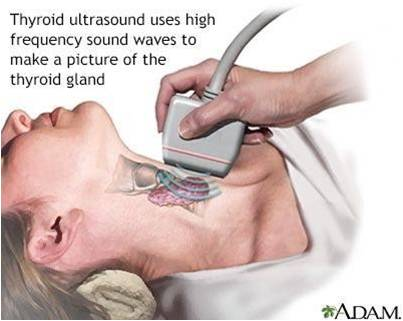 Thyroid ultrasound uses high
frequency sound waves to
make a picture of the
thyroid gland
ADAM.